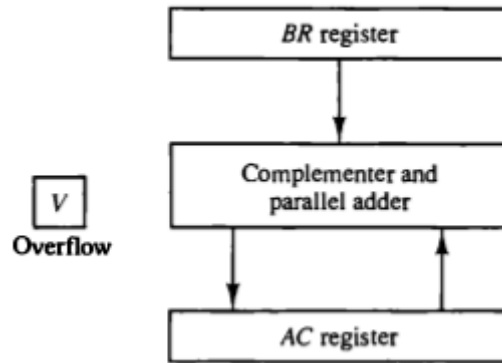 BR register
Complementer and
parallel adder
V
Overflow
AC register